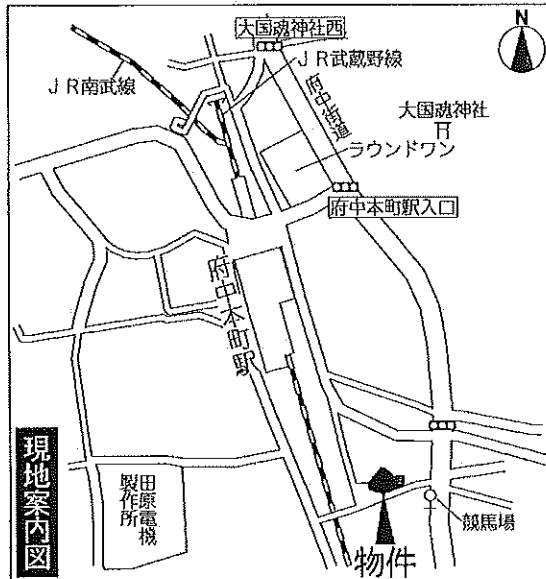 大国魂神社西
N
JR武蔵野線
JR南武線
府中街道
大国魂神社
ラウンドワン
府中本町駅入口
府中本町駅
田原電機
製作所
現地案内図
競馬場
物件